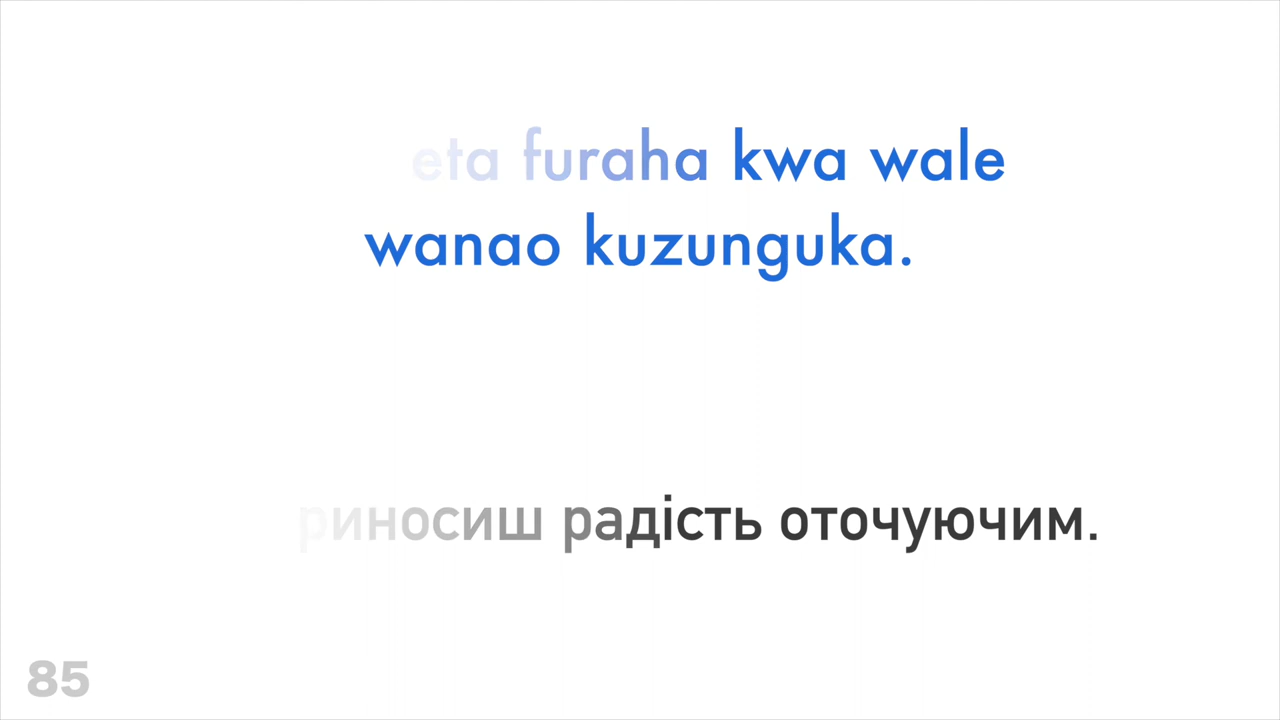 eta furaha kwa wale
wanao kuzunguka.
риносиш радість оточуючим.
85